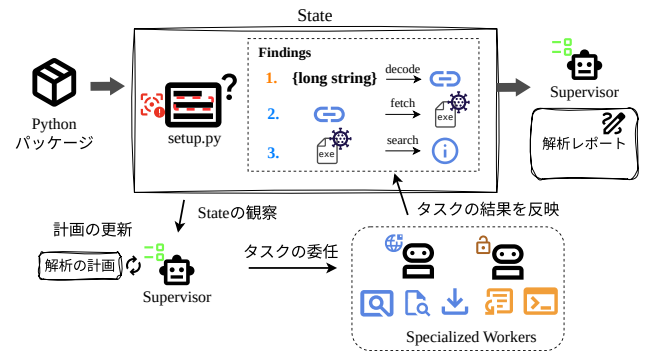 State
Findings
1. {long string} decode
2. fetch exe
3. exe search
?
setup.py
Python
パッケージ
Supervisor
解析レポート
Stateの観察
タスクの結果を反映
計画の更新
解析の計画
タスクの委任
Supervisor
Specialized Workers